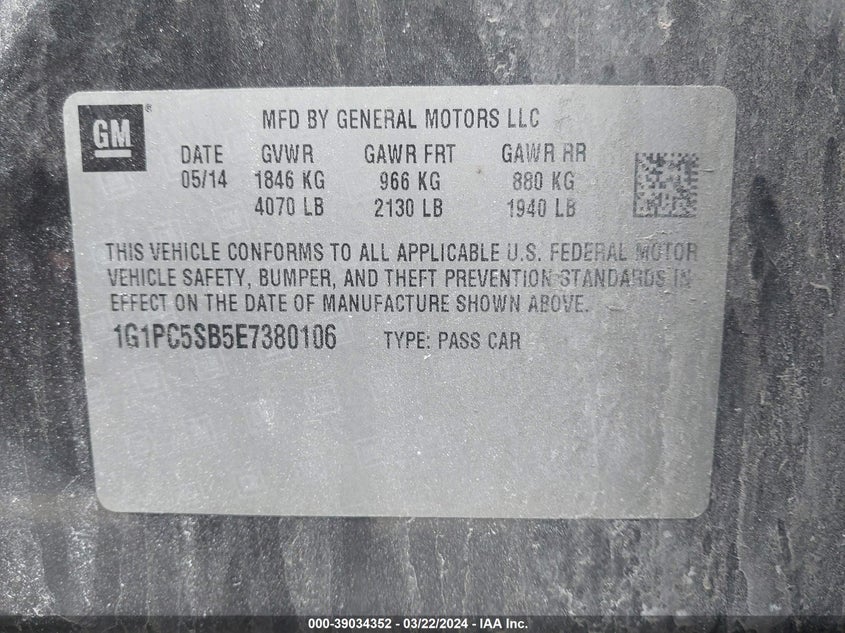 GM®
MFD BY GENERAL MOTORS LLC
DATE GVWR GAWR FRT GAWR RR
05/14 1846 KG 966 KG 880 KG
4070 LB 2130 LB 1940 LB
THIS VEHICLE CONFORMS TO ALL APPLICABLE U.S. FEDERAL MOTOR
VEHICLE SAFETY, BUMPER, AND THEFT PREVENTION STANDARDS IN
EFFECT ON THE DATE OF MANUFACTURE SHOWN ABOVE.
1G1PC5SB5E7380106 TYPE: PASS CAR
000-39034352 - 03/22/2024 - IAA Inc.